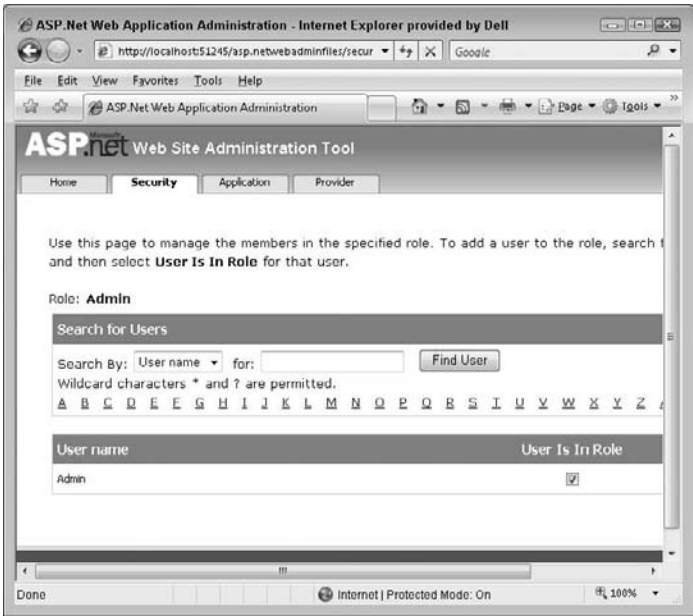 ASP.Net Web Application Administration - Internet Explorer provided by Dell
http://localhost:51245/asp.netwebadminfiles/secur
Google
File Edit View Favorites Tools Help
ASP.Net Web Application Administration
Page
Tools
Microsoft
ASP.net Web Site Administration Tool
Home Security Application Provider
Use this page to manage the members in the specified role. To add a user to the role, search f
and then select User Is In Role for that user.
Role: Admin
Search for Users
Search By: User name for: Find User
Wildcard characters * and ? are permitted.
A B C D E F G H I J K L M N O P Q R S T U V W X Y Z
User name User Is In Role
Admin
Done Internet | Protected Mode: On 100%